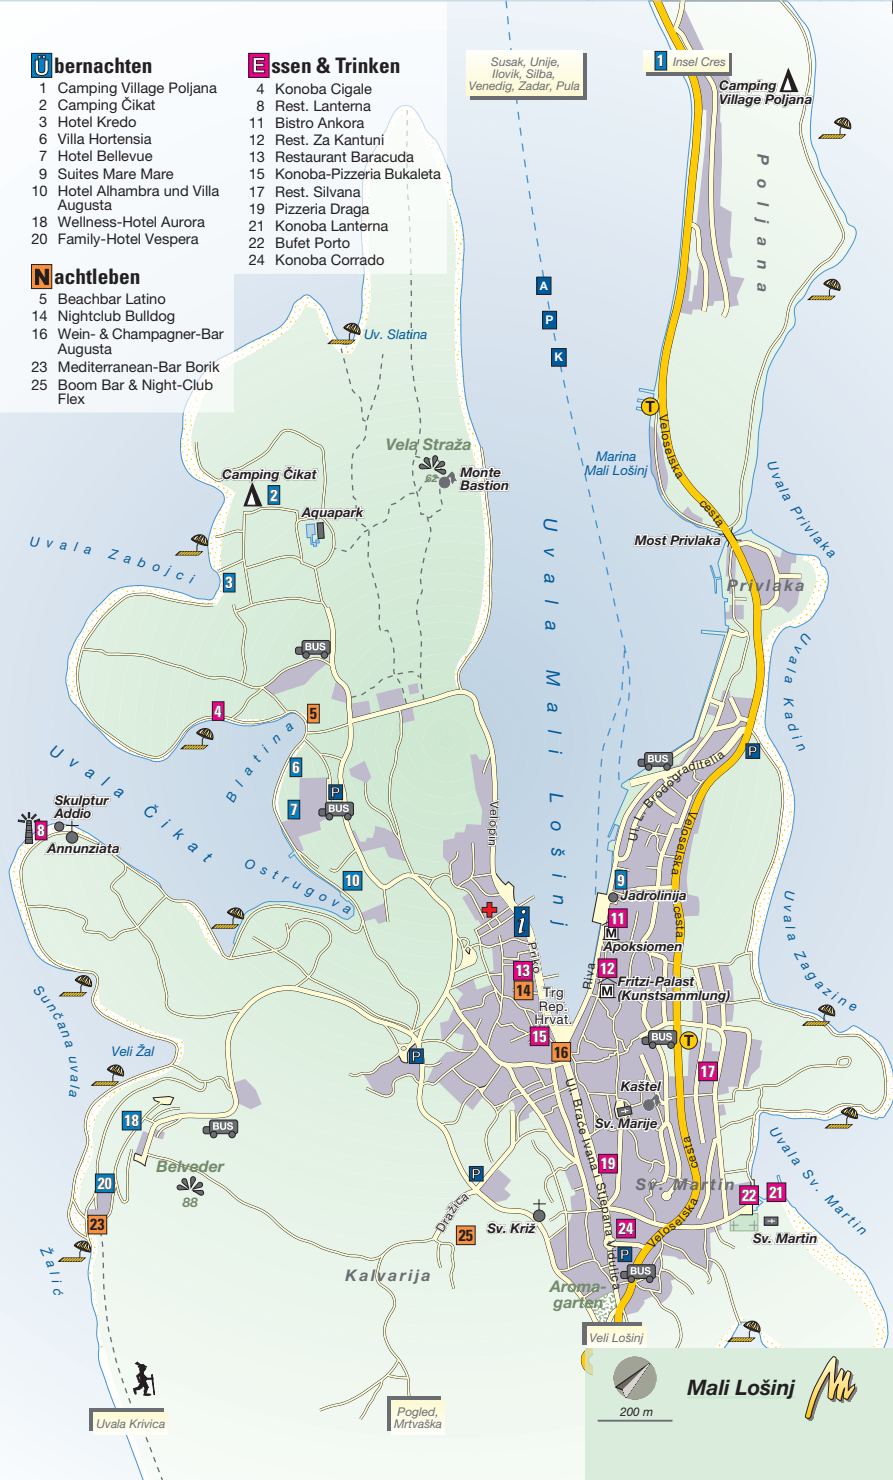 Übernachten
1 Camping Village Poljana
2 Camping Čikat
3 Hotel Kredo
6 Villa Hortensia
7 Hotel Bellevue
9 Suites Mare Mare
10 Hotel Alhambra und Villa
Augusta
18 Wellness-Hotel Aurora
20 Family-Hotel Vespera
Nachtleben
5 Beachbar Latino
14 Nightclub Bulldog
16 Wein- & Champagner-Bar
Augusta
23 Mediterranean-Bar Borik
25 Boom Bar & Night-Club
Flex
Essen & Trinken
4 Konoba Cigale
8 Rest. Lanterna
11 Bistro Ankora
12 Rest. Za Kantuni
13 Restaurant Baracuda
15 Konoba-Pizzeria Bukaleta
17 Rest. Silvana
19 Pizzeria Draga
21 Konoba Lanterna
22 Bufet Porto
24 Konoba Corrado
Susak, Unije,
Ilovik, Silba,
Venedig, Zadar, Pula
1 Insel Cres
Camping
Village Poljana
Poljana
A
P
K
Uv. Slatina
T
Veloselska
cesta
Vela Straža
62
Monte
Bastion
Marina
Mali Lošinj
Uvala Privlaka
Camping Čikat
2
Aquapark
Most Privlaka
Uvala Zabojci
3
Privlaka
Uvala Mali Lošinj
Uvala Kadin
BUS
4
5
Blatina
6
P
BUS
7
BUS
P
Ul. L. Brodograditelja
Uvala Čikat
Skulptur
Addio
8
Annunziata
Velopin
Veloselska
cesta
Ostrugova
10
9
Jadrolinija
11
M
Apoksiomen
i
Priko
Uvala Zagazine
13
14
12
Riva
Fritzi-Palast
(Kunstsammlung)
M
Trg
Rep.
Hrvat.
15
16
BUS
T
Sunčana uvala
Veli Žal
P
17
18
BUS
Kaštel
Sv. Marije
Ul. Braće Ivana i Stjepana Vidulića
cesta
Uvala Sv. Martin
Belveder
88
20
23
P
19
Sv. Martin
22
21
Sv. Martin
Dražica
Sv. Križ
25
24
Veloselska
P
BUS
Žalić
Kalvarija
Aroma-
garten
Veli Lošinj
Uvala Krivica
Pogled,
Mrtvaška
200 m
Mali Lošinj